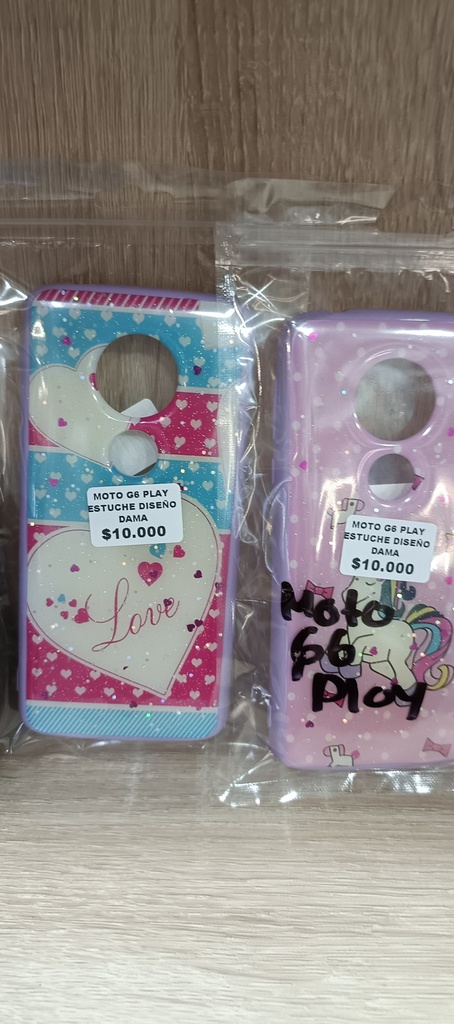 MOTO G6 PLAY
ESTUCHE DISEÑO
DAMA
$10.000
Love
MOTO G6 PLAY
ESTUCHE DISEÑO
DAMA
$10.000
Moto
G6
Play